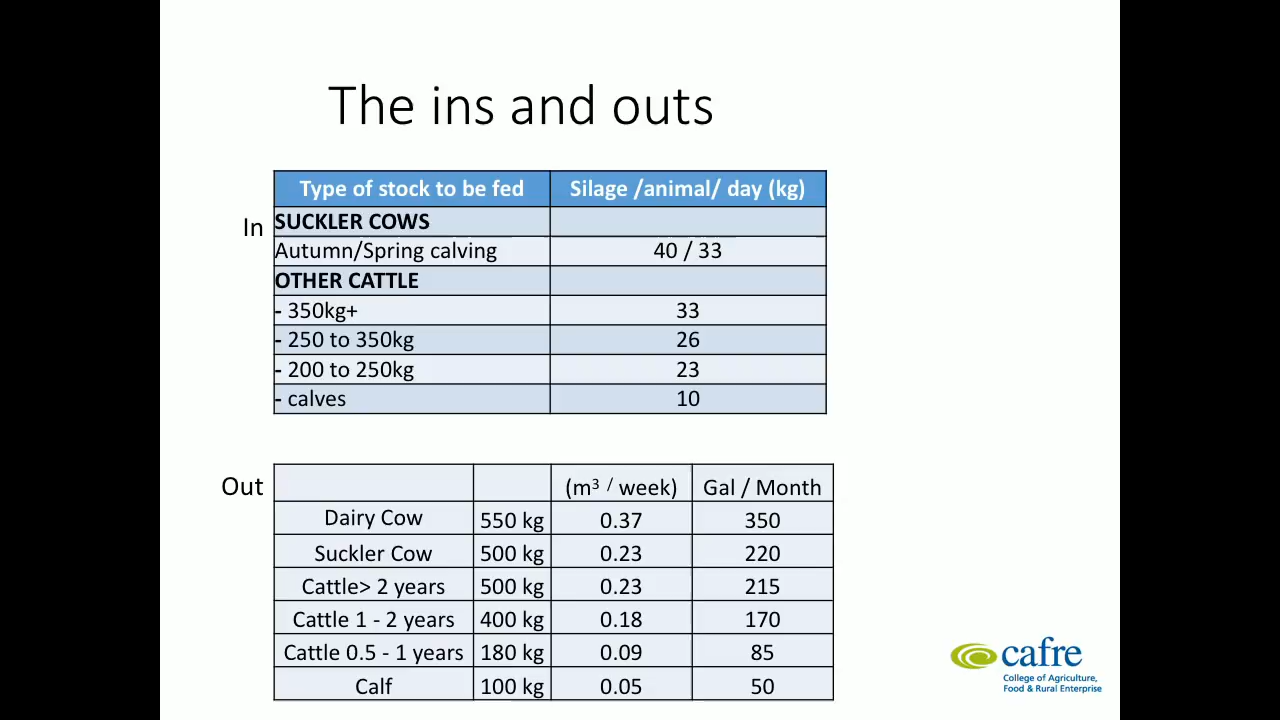 The ins and outs
Type of stock to be fed Silage /animal/ day (kg)
In
SUCKLER COWS
Autumn/Spring calving 40 / 33
OTHER CATTLE
- 350kg+ 33
- 250 to 350kg 26
- 200 to 250kg 23
- calves 10
Out
(m³ / week) Gal / Month
Dairy Cow 550 kg 0.37 350
Suckler Cow 500 kg 0.23 220
Cattle> 2 years 500 kg 0.23 215
Cattle 1 - 2 years 400 kg 0.18 170
Cattle 0.5 - 1 years 180 kg 0.09 85
Calf 100 kg 0.05 50
cafre
College of Agriculture,
Food & Rural Enterprise